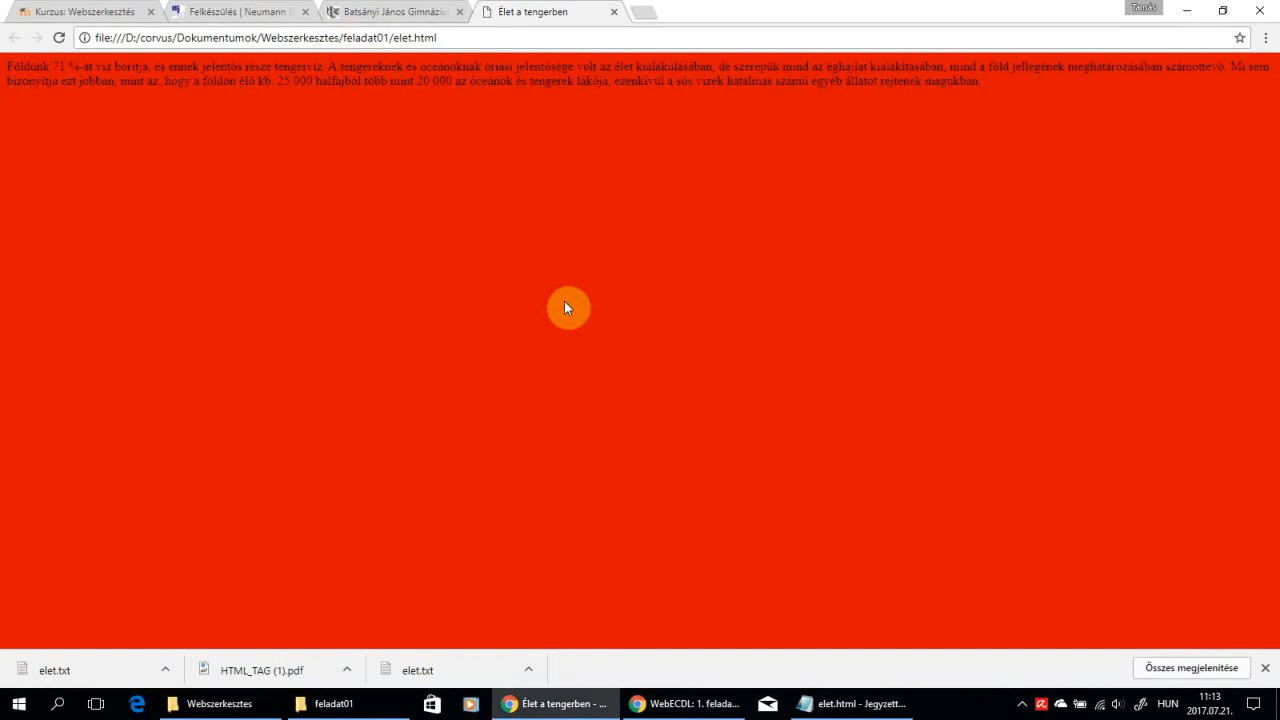 Kurzus: Webszerkesztés
Felkészülés | Neumann
Batsányi János Gimnáziu
Élet a tengerben
Tamás
file:///D:/corvus/Dokumentumok/Webszerkesztes/feladat01/elet.html
Földünk 71 %-át víz borítja, és ennek jelentős része tengervíz. A tengereknek és óceánoknak óriási jelentősége volt az élet kialakulásában, de szerepük mind az éghajlat kialakításában, mind a föld jellegének meghatározásában számottevő. Mi sem
bizonyítja ezt jobban, mint az, hogy a földön élő kb. 25 000 halfajból több mint 20 000 az óceánok és tengerek lakója, ezenkívül a sós vizek hatalmas számú egyéb állatot rejtenek magukban.
elet.txt
HTML_TAG (1).pdf
elet.txt
Összes megjelenítése
Webszerkesztes
feladat01
Élet a tengerben - ...
WebECDL: 1. felada...
elet.html - Jegyzett...
HUN
11:13
2017.07.21.